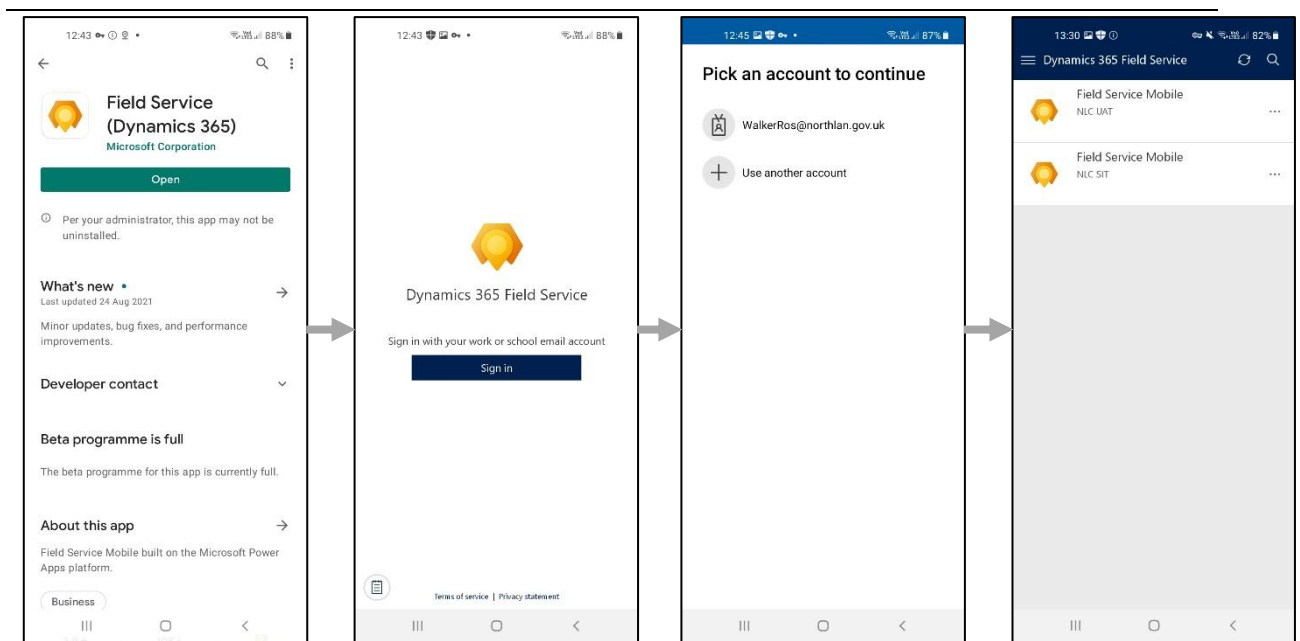 12:43
88%
Field Service
(Dynamics 365)
Microsoft Corporation
Open
Per your administrator, this app may not be
uninstalled.
What's new
Last updated 24 Aug 2021
Minor updates, bug fixes, and performance
improvements.
Developer contact
Beta programme is full
The beta programme for this app is currently full.
About this app
Field Service Mobile built on the Microsoft Power
Apps platform.
Business
12:43
88%
Dynamics 365 Field Service
Sign in with your work or school email account
Sign in
Terms of service | Privacy statement
12:45
87%
Pick an account to continue
WalkerRos@northlan.gov.uk
Use another account
13:30
82%
Dynamics 365 Field Service
Field Service Mobile
NLC UAT
Field Service Mobile
NLC SIT